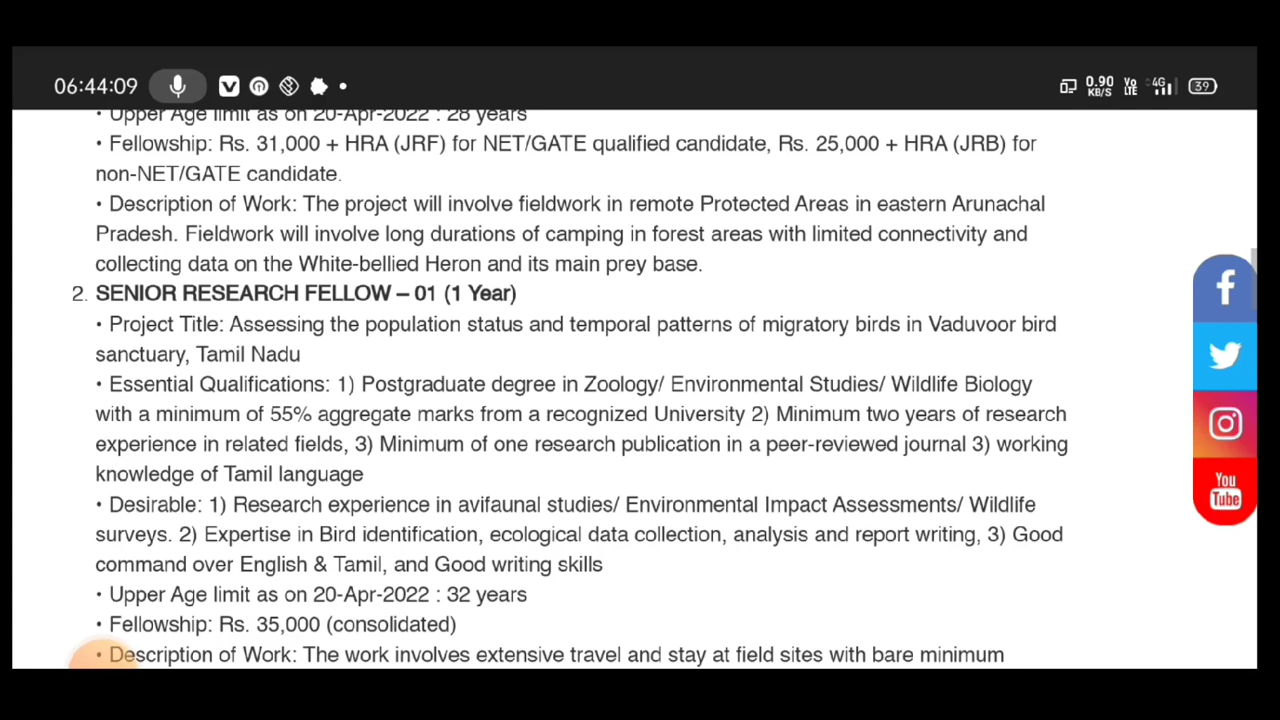 06:44:09
0.90 KB/S Vo LTE 4G 39
• Upper Age limit as on 20-Apr-2022 : 28 years
• Fellowship: Rs. 31,000 + HRA (JRF) for NET/GATE qualified candidate, Rs. 25,000 + HRA (JRB) for
non-NET/GATE candidate.
• Description of Work: The project will involve fieldwork in remote Protected Areas in eastern Arunachal
Pradesh. Fieldwork will involve long durations of camping in forest areas with limited connectivity and
collecting data on the White-bellied Heron and its main prey base.
2. SENIOR RESEARCH FELLOW – 01 (1 Year)
• Project Title: Assessing the population status and temporal patterns of migratory birds in Vaduvoor bird
sanctuary, Tamil Nadu
• Essential Qualifications: 1) Postgraduate degree in Zoology/ Environmental Studies/ Wildlife Biology
with a minimum of 55% aggregate marks from a recognized University 2) Minimum two years of research
experience in related fields, 3) Minimum of one research publication in a peer-reviewed journal 3) working
knowledge of Tamil language
• Desirable: 1) Research experience in avifaunal studies/ Environmental Impact Assessments/ Wildlife
surveys. 2) Expertise in Bird identification, ecological data collection, analysis and report writing, 3) Good
command over English & Tamil, and Good writing skills
• Upper Age limit as on 20-Apr-2022 : 32 years
• Fellowship: Rs. 35,000 (consolidated)
• Description of Work: The work involves extensive travel and stay at field sites with bare minimum
You
Tube